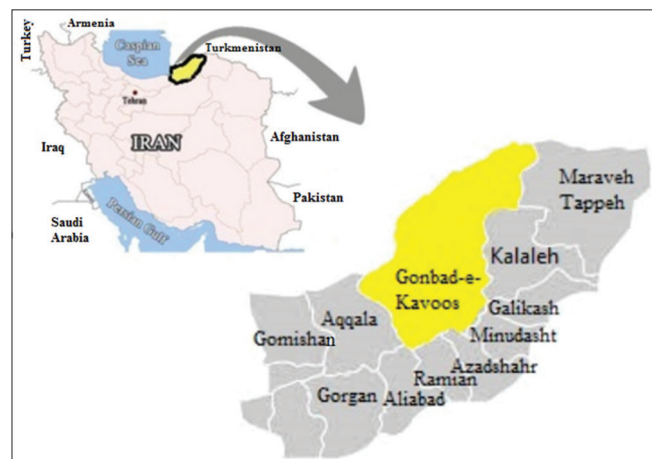 Turkey
Armenia
Caspian
Sea
Turkmenistan
Tehran
IRAN
Iraq
Afghanistan
Pakistan
Saudi
Arabia
Persian Gulf
Maraveh
Tappeh
Kalaleh
Gonbad-e-
Kavoos
Galikash
Aqqala
Minudasht
Gomishan
Azadshahr
Ramian
Gorgan
Aliabad